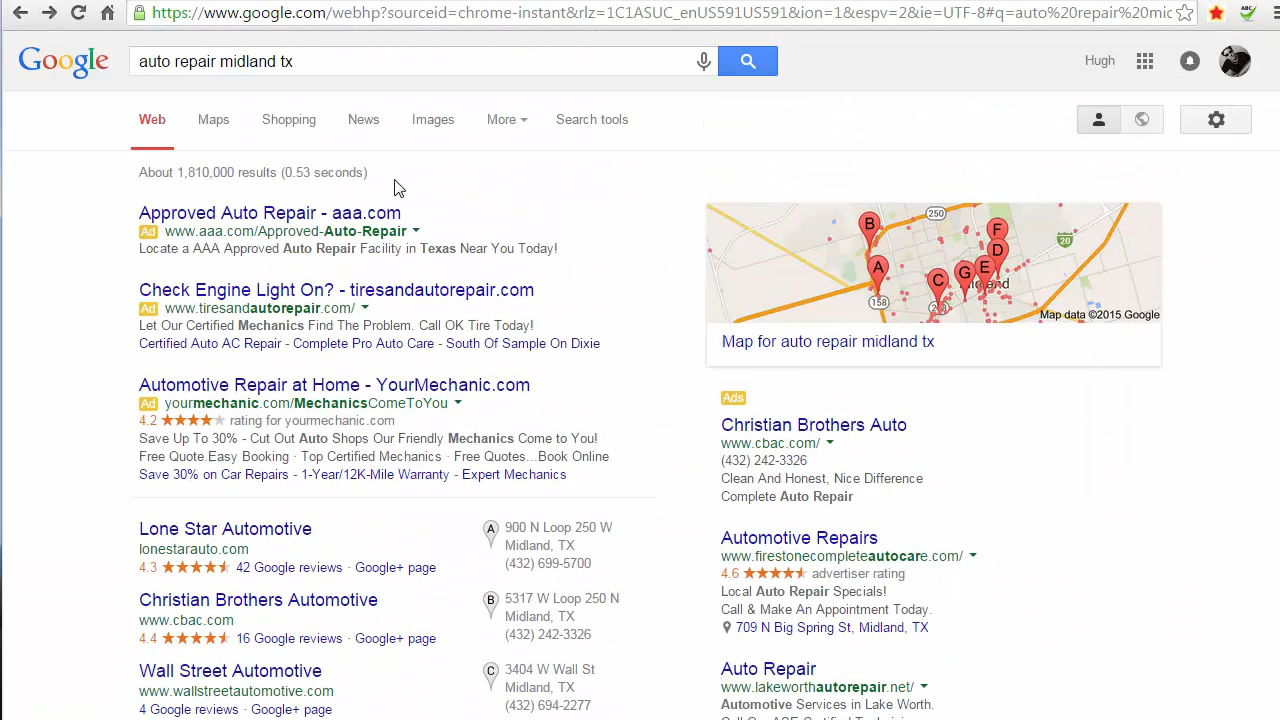 https://www.google.com/webhp?sourceid=chrome-instant&rlz=1C1ASUC_enUS591US591&ion=1&espv=2&ie=UTF-8#q=auto%20repair%20mic
ABC
Google
auto repair midland tx
Hugh
Web Maps Shopping News Images More Search tools
About 1,810,000 results (0.53 seconds)
Approved Auto Repair - aaa.com
Ad www.aaa.com/Approved-Auto-Repair
Locate a AAA Approved Auto Repair Facility in Texas Near You Today!
Check Engine Light On? - tiresandautorepair.com
Ad www.tiresandautorepair.com/
Let Our Certified Mechanics Find The Problem. Call OK Tire Today!
Certified Auto AC Repair - Complete Pro Auto Care - South Of Sample On Dixie
Automotive Repair at Home - YourMechanic.com
Ad yourmechanic.com/MechanicsComeToYou
4.2 rating for yourmechanic.com
Save Up To 30% - Cut Out Auto Shops Our Friendly Mechanics Come to You!
Free Quote.Easy Booking · Top Certified Mechanics · Free Quotes...Book Online
Save 30% on Car Repairs - 1-Year/12K-Mile Warranty - Expert Mechanics
Lone Star Automotive
lonestarauto.com
4.3 42 Google reviews · Google+ page
A 900 N Loop 250 W
Midland, TX
(432) 699-5700
Christian Brothers Automotive
www.cbac.com
4.4 16 Google reviews · Google+ page
B 5317 W Loop 250 N
Midland, TX
(432) 242-3326
Wall Street Automotive
www.wallstreetautomotive.com
4 Google reviews · Google+ page
C 3404 W Wall St
Midland, TX
(432) 694-2277
250
B
F
20
D
A
C
G
E
158
Map data ©2015 Google
Map for auto repair midland tx
Ads
Christian Brothers Auto
www.cbac.com/
(432) 242-3326
Clean And Honest, Nice Difference
Complete Auto Repair
Automotive Repairs
www.firestonecompleteautocare.com/
4.6 advertiser rating
Local Auto Repair Specials!
Call & Make An Appointment Today.
709 N Big Spring St, Midland, TX
Auto Repair
www.lakeworthautorepair.net/
Automotive Services in Lake Worth.